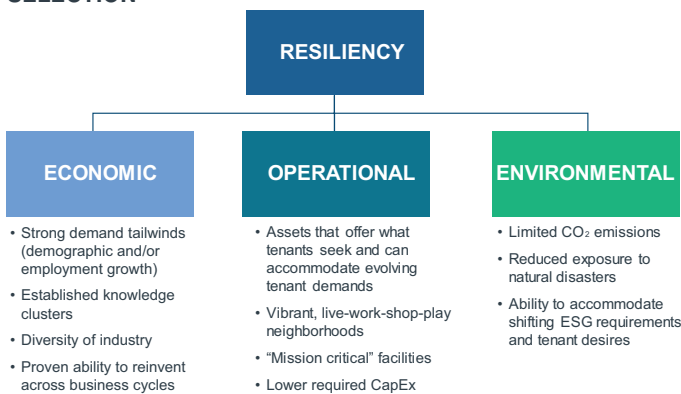 RESILIENCY
ECONOMIC
• Strong demand tailwinds
(demographic and/or
employment growth)
• Established knowledge
clusters
• Diversity of industry
• Proven ability to reinvent
across business cycles
OPERATIONAL
• Assets that offer what
tenants seek and can
accommodate evolving
tenant demands
• Vibrant, live-work-shop-play
neighborhoods
• “Mission critical” facilities
• Lower required CapEx
ENVIRONMENTAL
• Limited CO₂ emissions
• Reduced exposure to
natural disasters
• Ability to accommodate
shifting ESG requirements
and tenant desires